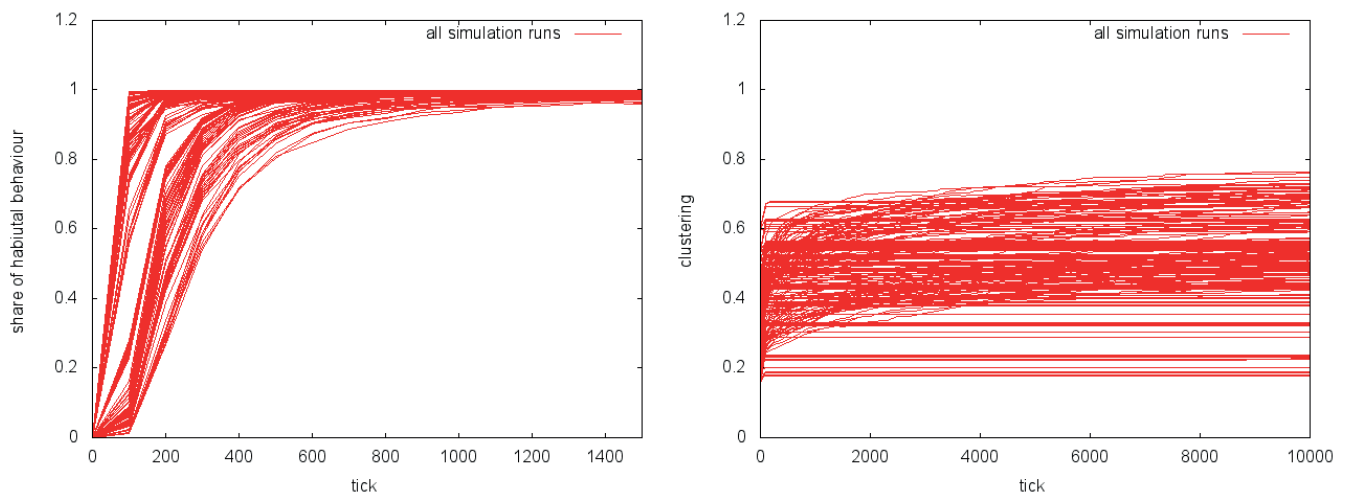 1.2
all simulation runs
1
0.8
0.6
0.4
0.2
0
share of habiutal behaviour
0 200 400 600 800 1000 1200 1400
tick
1.2
all simulation runs
1
0.8
0.6
0.4
0.2
0
clustering
0 2000 4000 6000 8000 10000
tick